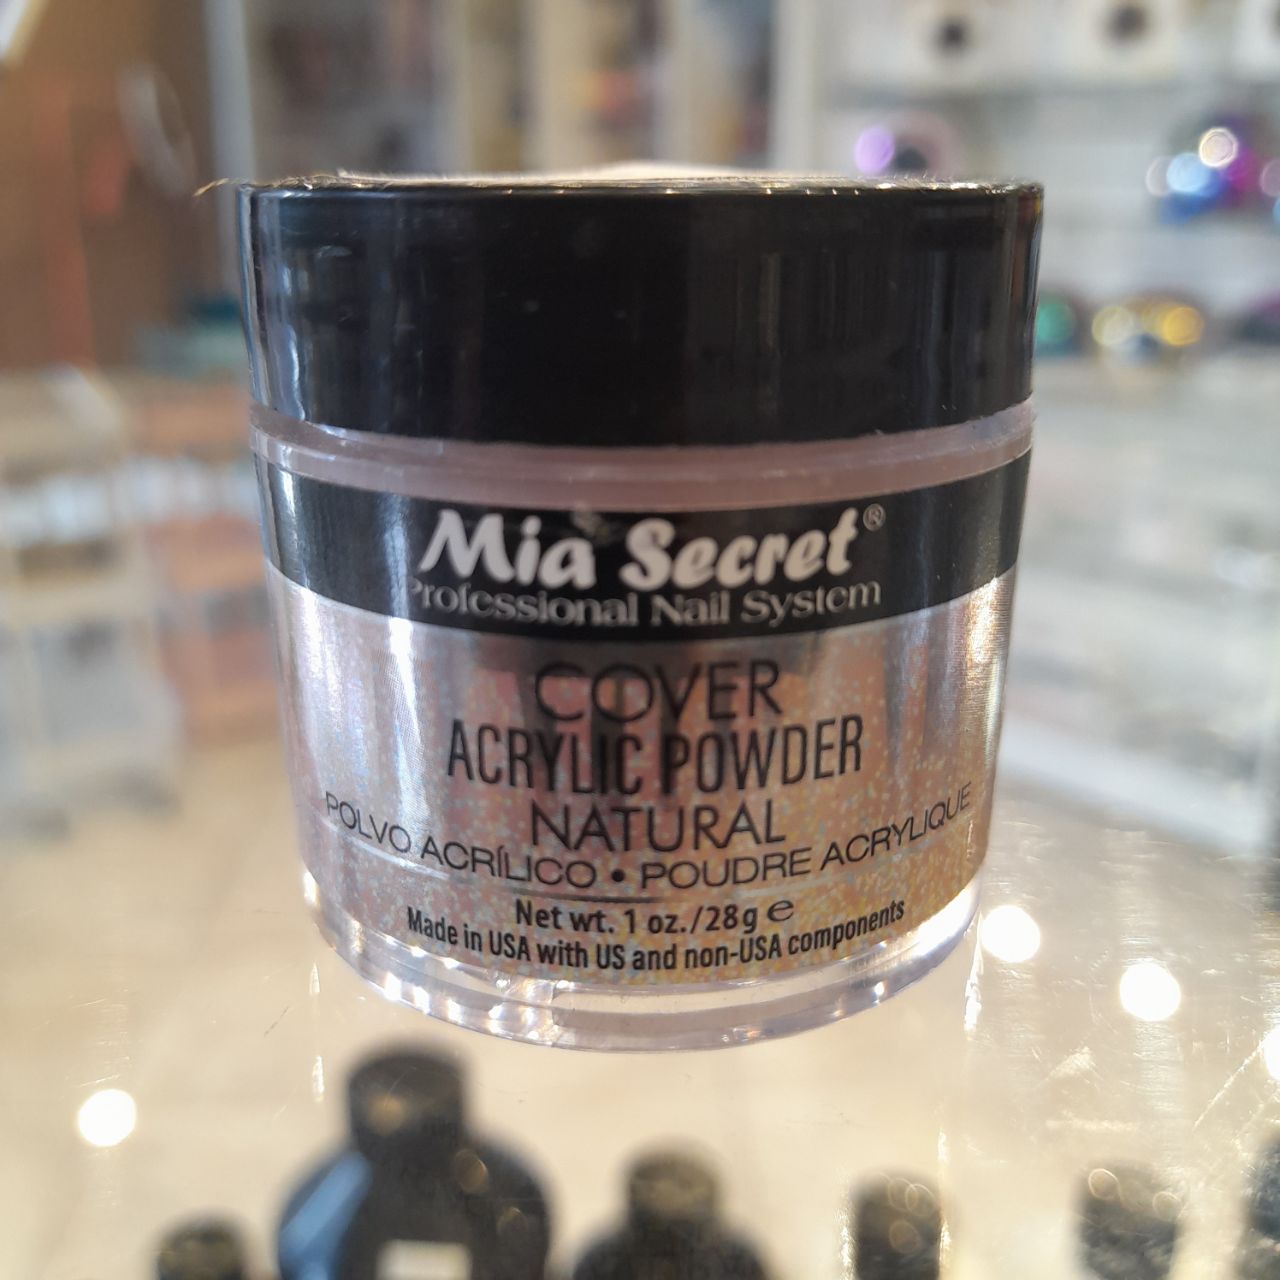 Mia Secret®
Professional Nail System
COVER
ACRYLIC POWDER
NATURAL
POLVO ACRÍLICO • POUDRE ACRYLIQUE
Net wt. 1 oz./28g ℮
Made in USA with US and non-USA components